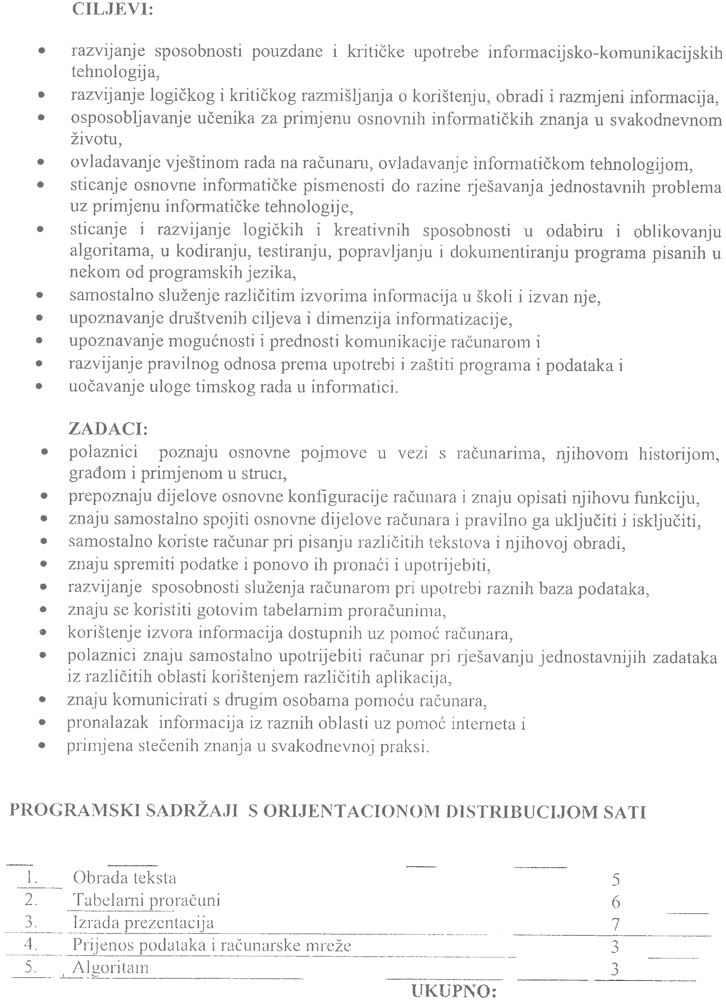 CILJEVI:
• razvijanje sposobnosti pouzdane i kritičke upotrebe informacijsko-komunikacijskih
tehnologija,
• razvijanje logičkog i kritičkog razmišljanja o korištenju, obradi i razmjeni informacija,
• osposobljavanje učenika za primjenu osnovnih informatičkih znanja u svakodnevnom
životu,
• ovladavanje vještinom rada na računaru, ovladavanje informatičkom tehnologijom,
• sticanje osnovne informatičke pismenosti do razine rješavanja jednostavnih problema
uz primjenu informatičke tehnologije,
• sticanje i razvijanje logičkih i kreativnih sposobnosti u odabiru i oblikovanju
algoritama, u kodiranju, testiranju, popravljanju i dokumentiranju programa pisanih u
nekom od programskih jezika,
• samostalno služenje različitim izvorima informacija u školi i izvan nje,
• upoznavanje društvenih ciljeva i dimenzija informatizacije,
• upoznavanje mogućnosti i prednosti komunikacije računarom i
• razvijanje pravilnog odnosa prema upotrebi i zaštiti programa i podataka i
• uočavanje uloge timskog rada u informatici.
ZADACI:
• polaznici poznaju osnovne pojmove u vezi s računarima, njihovom historijom,
građom i primjenom u struci,
• prepoznaju dijelove osnovne konfiguracije računara i znaju opisati njihovu funkciju,
• znaju samostalno spojiti osnovne dijelove računara i pravilno ga uključiti i isključiti,
• samostalno koriste računar pri pisanju različitih tekstova i njihovoj obradi,
• znaju spremiti podatke i ponovo ih pronaći i upotrijebiti,
• razvijanje sposobnosti služenja računarom pri upotrebi raznih baza podataka,
• znaju se koristiti gotovim tabelarnim proračunima,
• korištenje izvora informacija dostupnih uz pomoć računara,
• polaznici znaju samostalno upotrijebiti računar pri rješavanju jednostavnijih zadataka
iz različitih oblasti korištenjem različitih aplikacija,
• znaju komunicirati s drugim osobama pomoću računara,
• pronalazak informacija iz raznih oblasti uz pomoć interneta i
• primjena stečenih znanja u svakodnevnoj praksi.
PROGRAMSKI SADRŽAJI S ORIJENTACIONOM DISTRIBUCIJOM SATI
1. Obrada teksta 5
2. Tabelarni proračuni 6
3. Izrada prezentacija 7
4. Prijenos podataka i računarske mreže 3
5. Algoritam 3
UKUPNO: